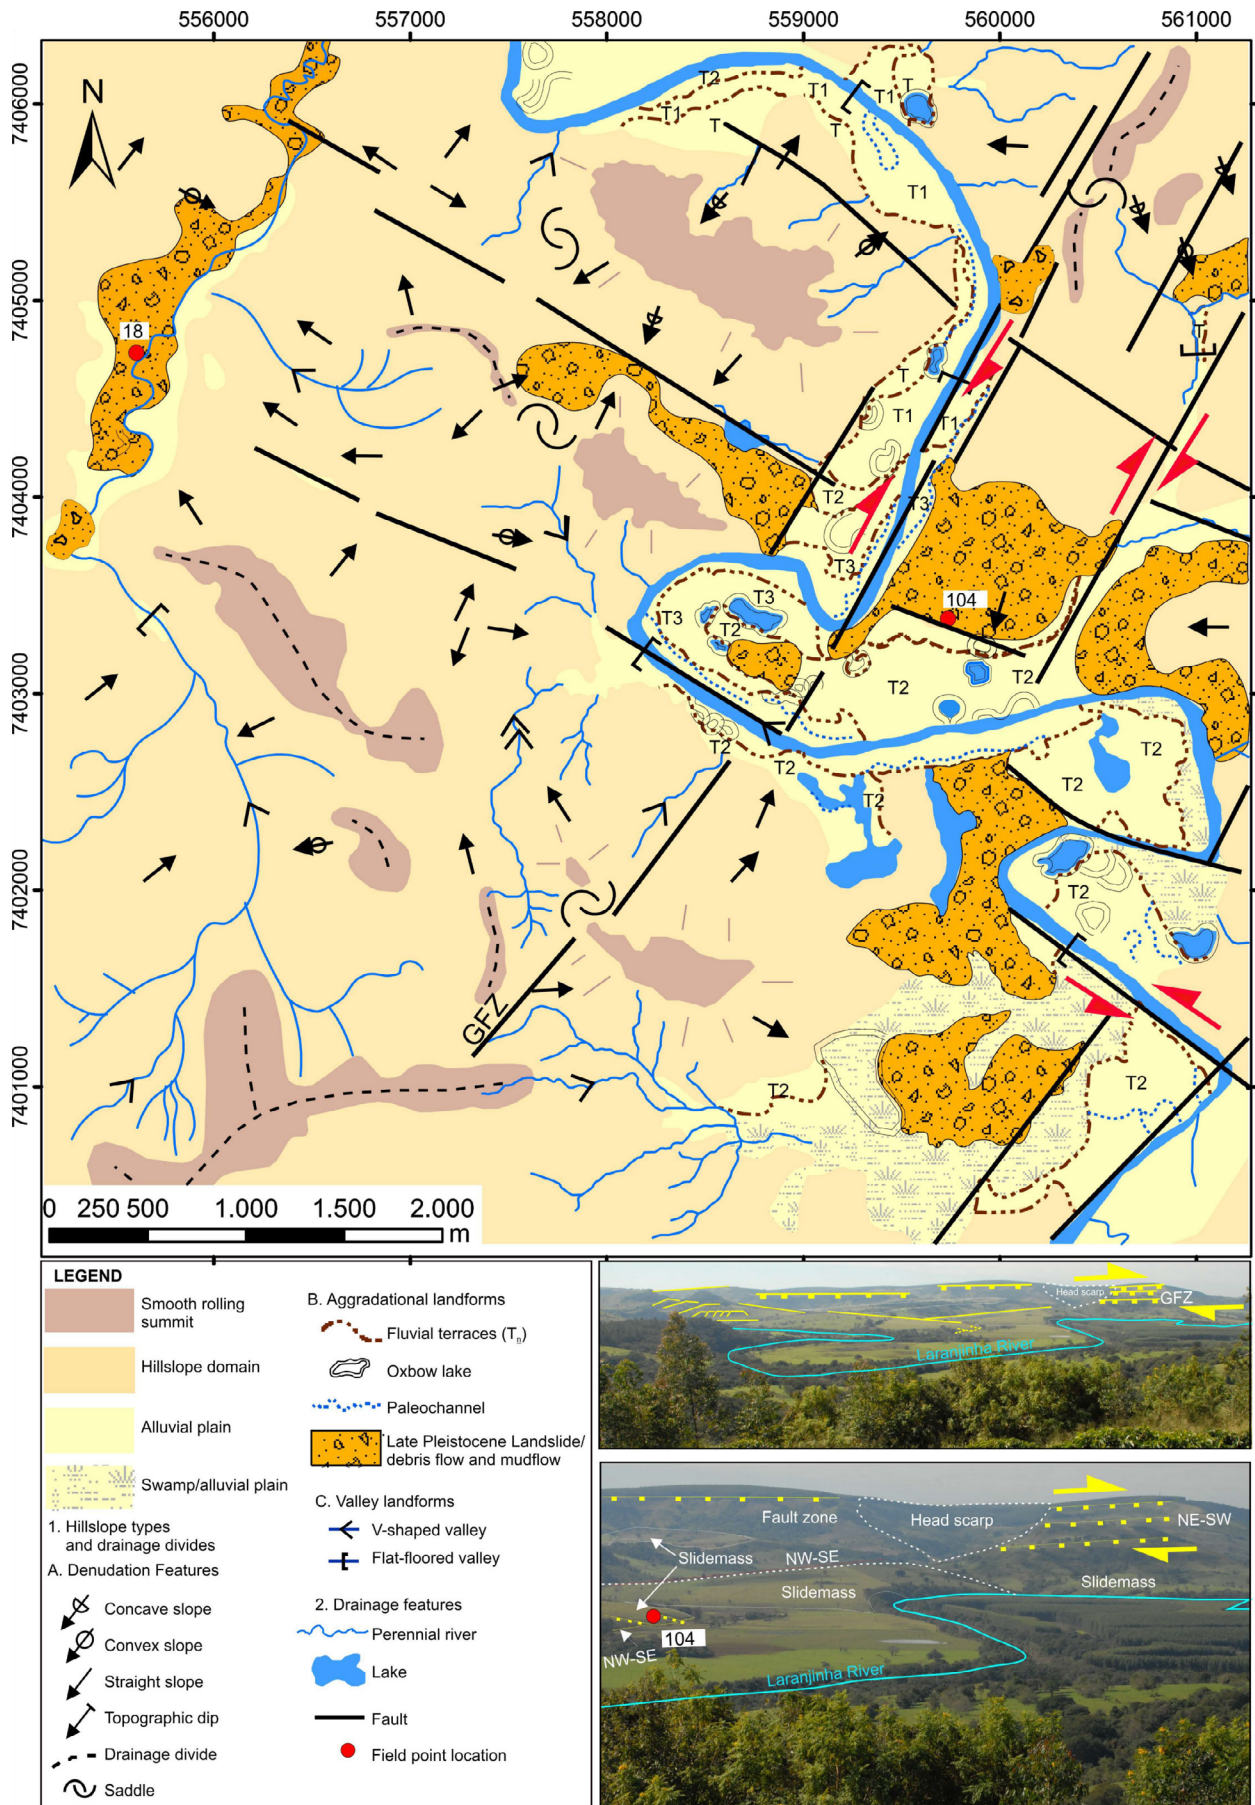 556000 557000 558000 559000 560000 561000
7406000
7405000
7404000
7403000
7402000
7401000
N
T2
T1
T
T1
T
T1
T
T1
T
18
T
T1
T1
T2
T3
T3
104
T3
T3
T2
T2
T2
T2
T2
T2
T2
T2
T2
GFZ
T2
T2
0 250 500 1.000 1.500 2.000
m
LEGEND
Smooth rolling
summit
Hillslope domain
Alluvial plain
Swamp/alluvial plain
1. Hillslope types
and drainage divides
A. Denudation Features
Concave slope
Convex slope
Straight slope
Topographic dip
Drainage divide
Saddle
B. Aggradational landforms
Fluvial terraces (Tn)
Oxbow lake
Paleochannel
Late Pleistocene Landslide/
debris flow and mudflow
C. Valley landforms
V-shaped valley
Flat-floored valley
2. Drainage features
Perennial river
Lake
Fault
Field point location
Head scarp
GFZ
Laranjinha River
Fault zone
Head scarp
NE-SW
Slidemass
NW-SE
Slidemass
Slidemass
104
NW-SE
Laranjinha River